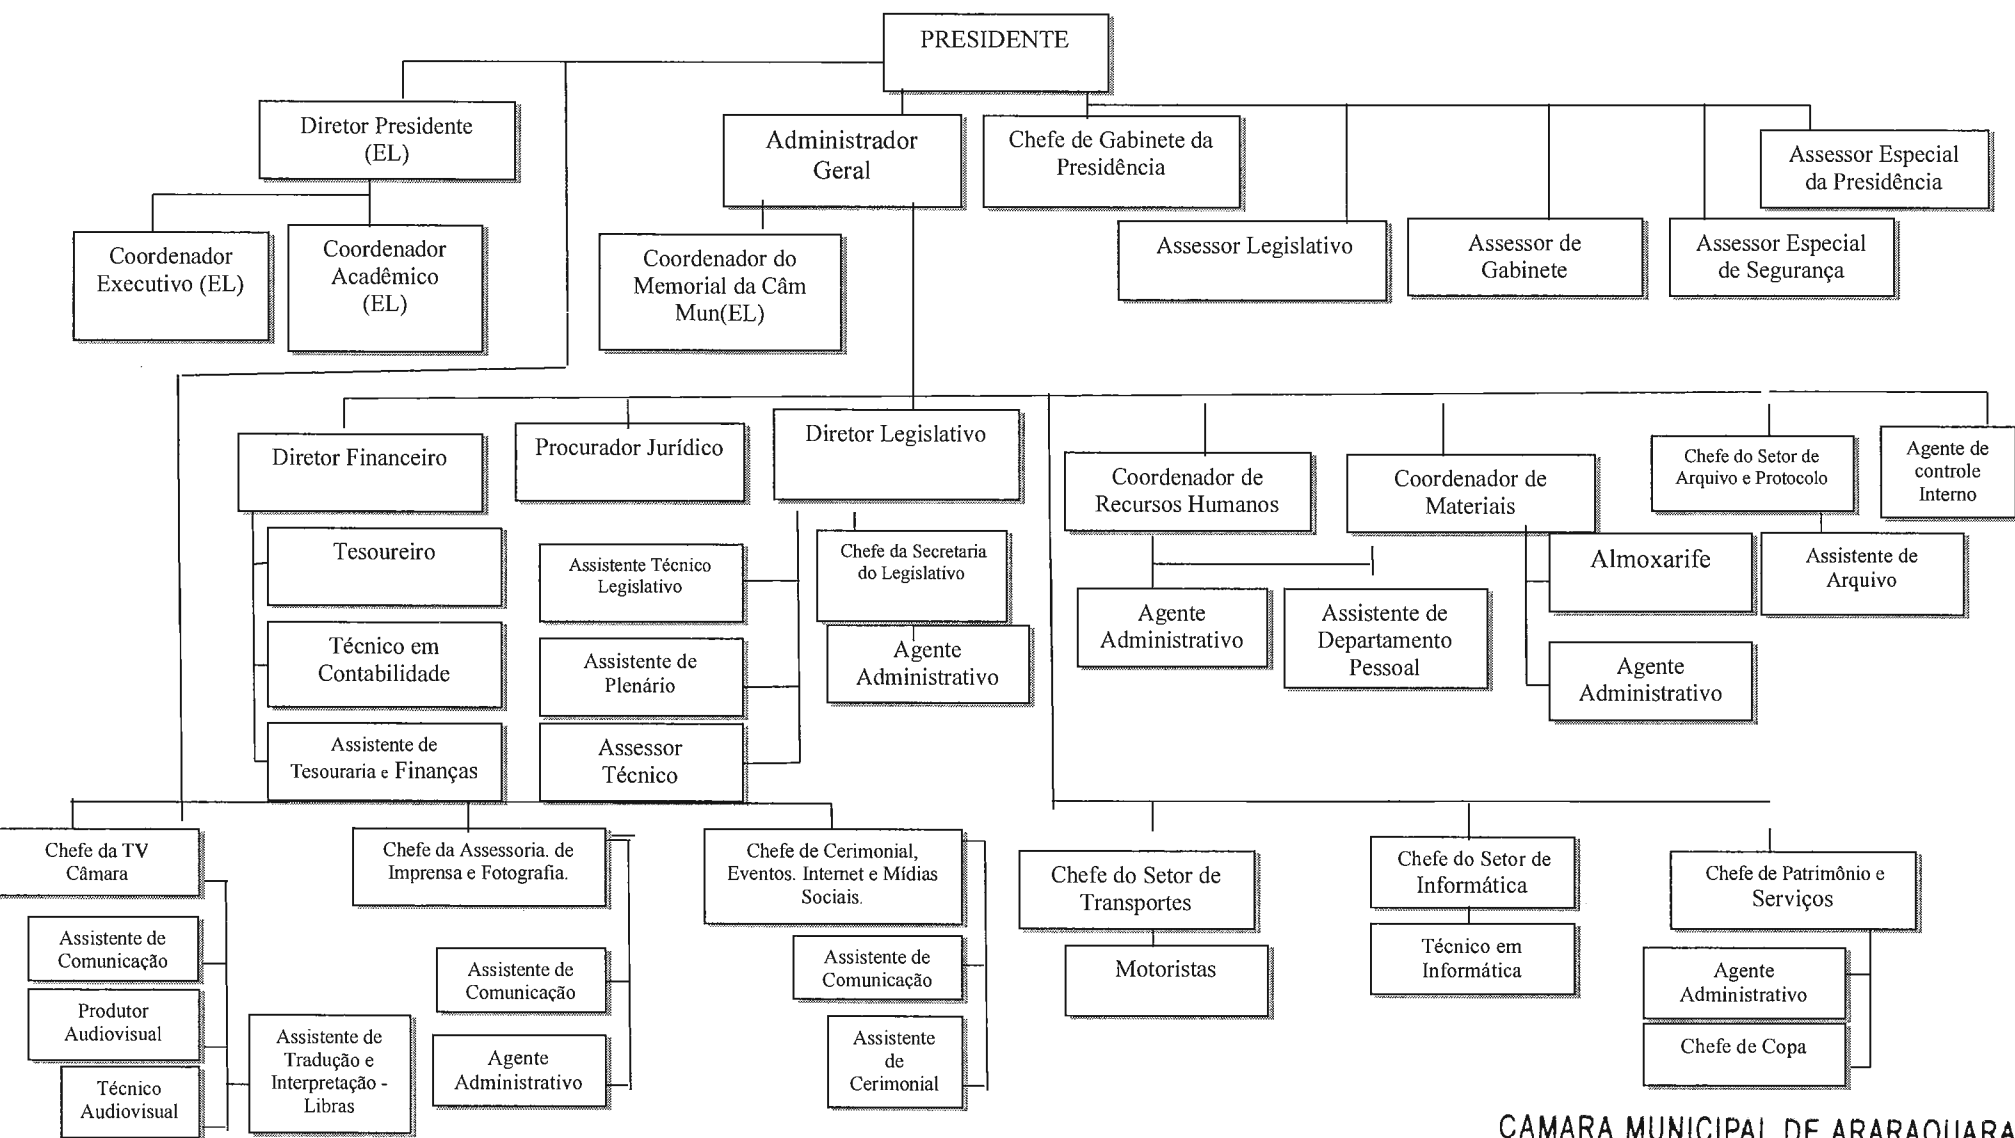 PRESIDENTE
Diretor Presidente
(EL)
Administrador
Geral
Chefe de Gabinete da
Presidência
Assessor Especial
da Presidência
Coordenador
Executivo (EL)
Coordenador
Acadêmico
(EL)
Coordenador do
Memorial da Câm
Mun(EL)
Assessor Legislativo
Assessor de
Gabinete
Assessor Especial
de Segurança
Diretor Financeiro
Procurador Jurídico
Diretor Legislativo
Coordenador de
Recursos Humanos
Coordenador de
Materiais
Chefe do Setor de
Arquivo e Protocolo
Agente de
controle
Interno
Tesoureiro
Assistente Técnico
Legislativo
Chefe da Secretaria
do Legislativo
Almoxarife
Assistente de
Arquivo
Agente
Administrativo
Assistente de
Departamento
Pessoal
Técnico em
Contabilidade
Assistente de
Plenário
Agente
Administrativo
Agente
Administrativo
Assistente de
Tesouraria e Finanças
Assessor
Técnico
Chefe da TV
Câmara
Chefe da Assessoria. de
Imprensa e Fotografia.
Chefe de Cerimonial,
Eventos. Internet e Mídias
Sociais.
Chefe do Setor de
Transportes
Chefe do Setor de
Informática
Chefe de Patrimônio e
Serviços
Assistente de
Comunicação
Assistente de
Comunicação
Assistente de
Comunicação
Motoristas
Técnico em
Informática
Agente
Administrativo
Produtor
Audiovisual
Assistente de
Tradução e
Interpretação -
Libras
Agente
Administrativo
Assistente
de
Cerimonial
Chefe de Copa
Técnico
Audiovisual
CAMARA MUNICIPAL DE ARARAQUARA